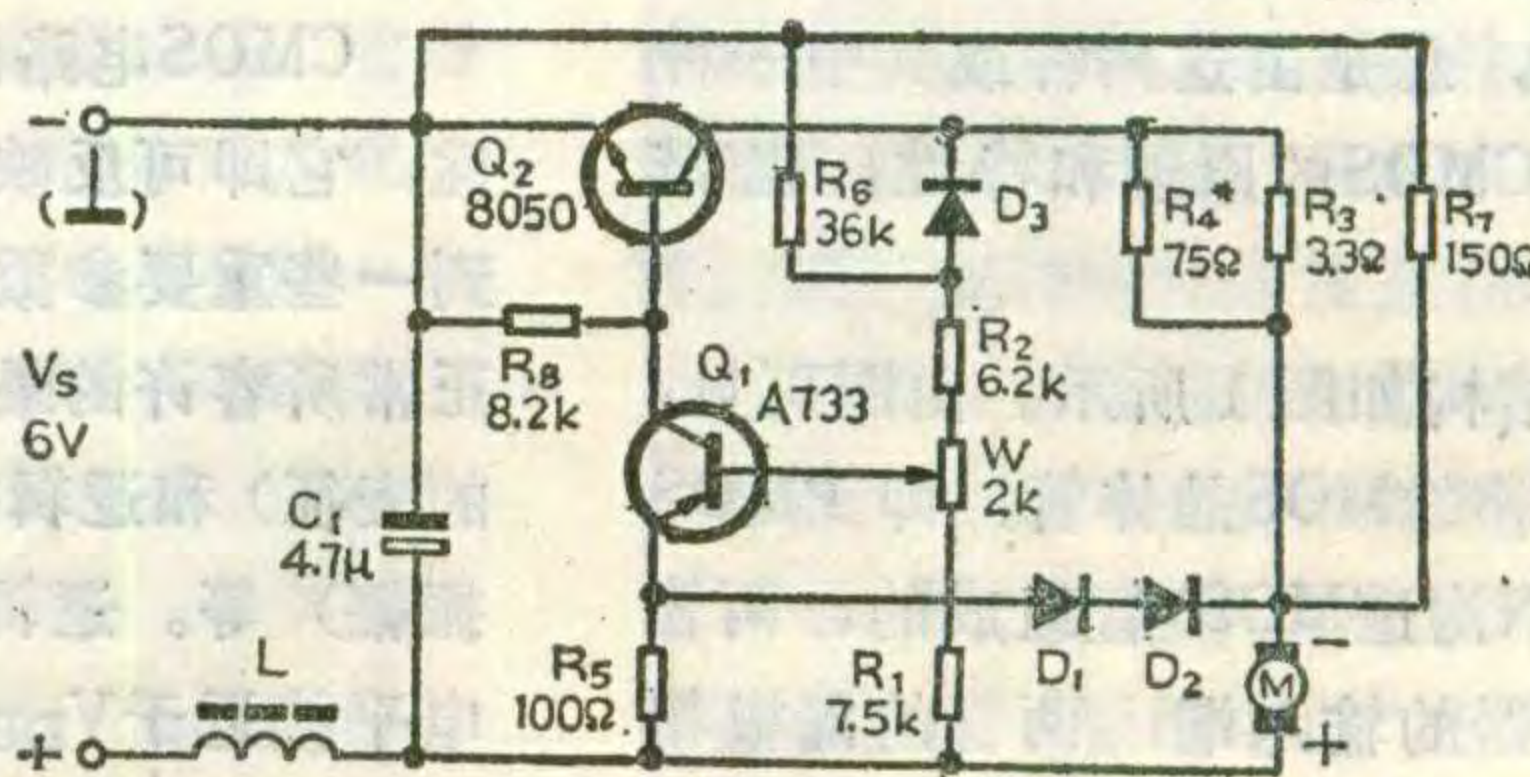 -
(⊥)
Q₂
8050
R₆
36k
D₃
R₄*
75Ω
R₃
3.3Ω
R₇
150Ω
Vs
6V
R₈
8.2k
Q₁
A733
R₂
6.2k
W
2k
C₁
4.7μ
L
R₅
100Ω
R₁
7.5k
D₁
D₂
M
-
+
+